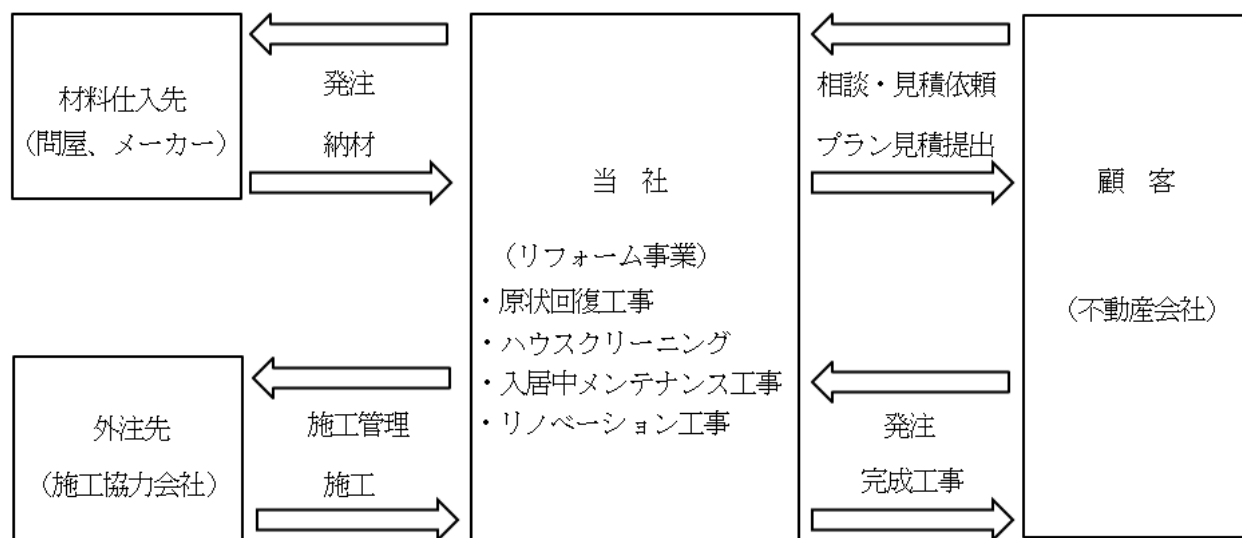 材料仕入先
(問屋、メーカー)
発注
納材
外注先
(施工協力会社)
施工管理
施工
当 社
(リフォーム事業)
・原状回復工事
・ハウスクリーニング
・入居中メンテナンス工事
・リノベーション工事
相談・見積依頼
プラン見積提出
発注
完成工事
顧 客
(不動産会社)